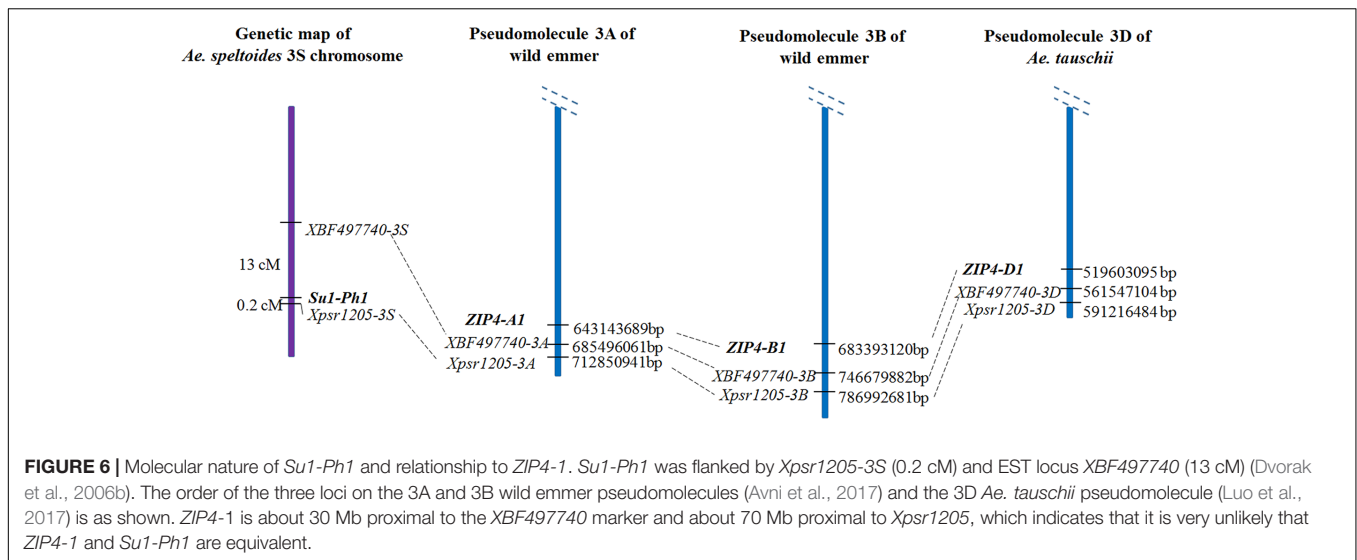 Genetic map of
Ae. speltoides 3S chromosome
Pseudomolecule 3A of
wild emmer
Pseudomolecule 3B of
wild emmer
Pseudomolecule 3D of
Ae. tauschii
XBF497740-3S
13 cM
Su1-Ph1
0.2 cM
Xpsr1205-3S
ZIP4-A1
643143689bp
XBF497740-3A
685496061bp
Xpsr1205-3A
712850941bp
ZIP4-B1
683393120bp
XBF497740-3B
746679882bp
Xpsr1205-3B
786992681bp
ZIP4-D1
519603095bp
XBF497740-3D
561547104bp
Xpsr1205-3D
591216484bp
FIGURE 6 | Molecular nature of Su1-Ph1 and relationship to ZIP4-1. Su1-Ph1 was flanked by Xpsr1205-3S (0.2 cM) and EST locus XBF497740 (13 cM) (Dvorak
et al., 2006b). The order of the three loci on the 3A and 3B wild emmer pseudomolecules (Avni et al., 2017) and the 3D Ae. tauschii pseudomolecule (Luo et al.,
2017) is as shown. ZIP4-1 is about 30 Mb proximal to the XBF497740 marker and about 70 Mb proximal to Xpsr1205, which indicates that it is very unlikely that
ZIP4-1 and Su1-Ph1 are equivalent.